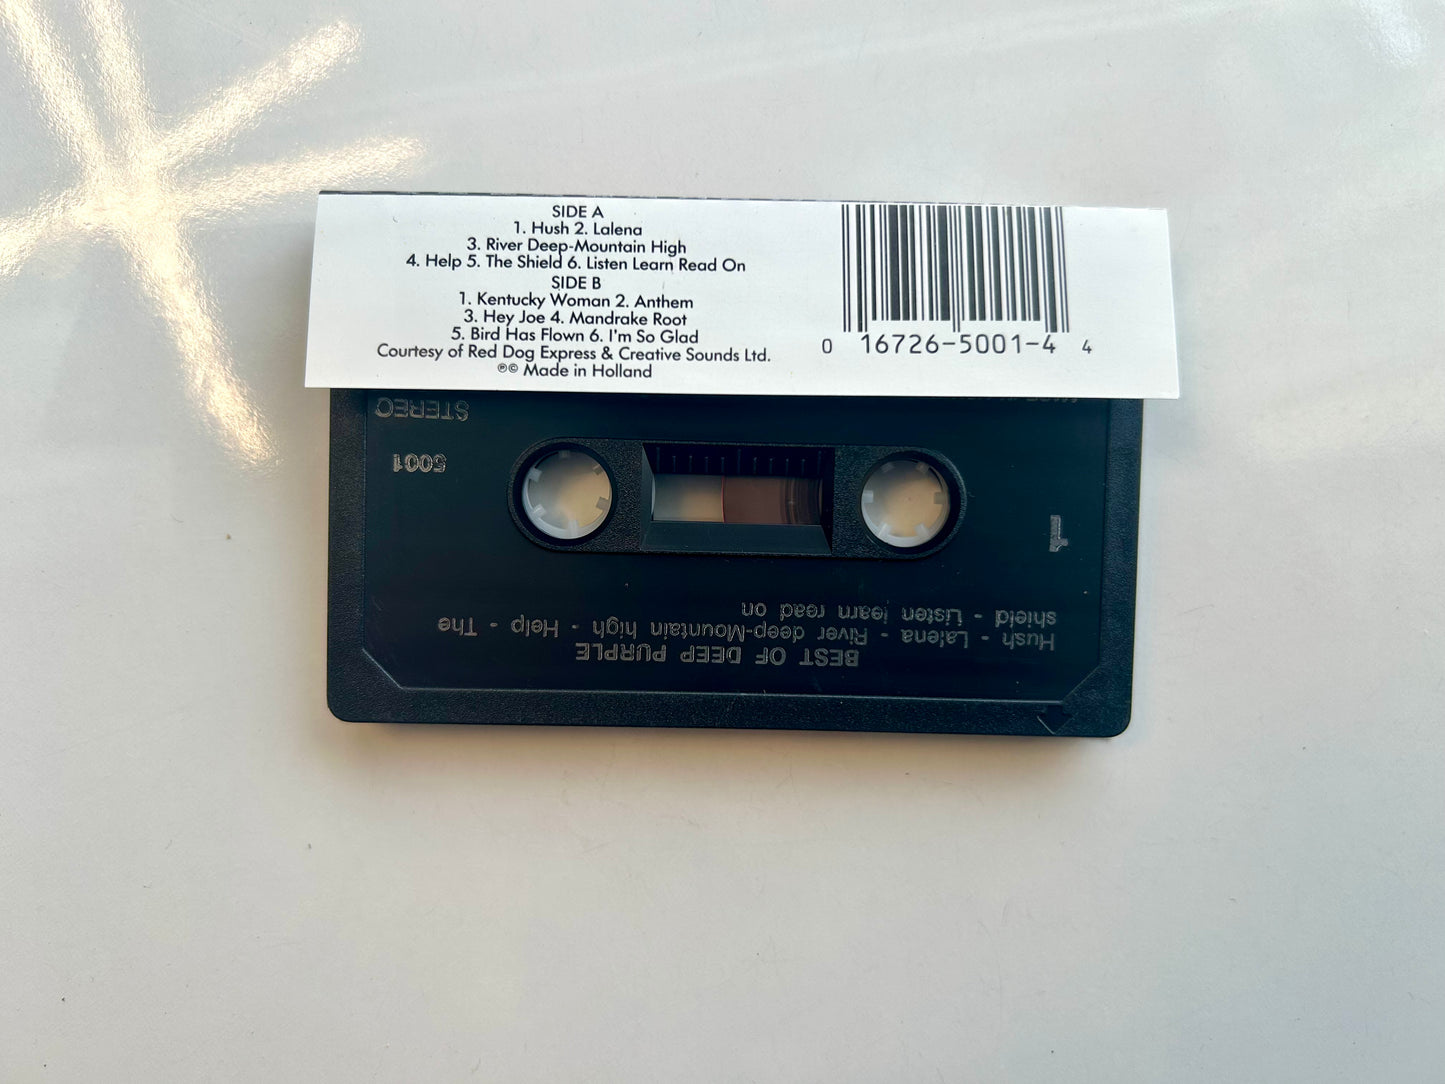 SIDE A
1. Hush 2. Lalena
3. River Deep-Mountain High
4. Help 5. The Shield 6. Listen Learn Read On
SIDE B
1. Kentucky Woman 2. Anthem
3. Hey Joe 4. Mandrake Root
5. Bird Has Flown 6. I'm So Glad
Courtesy of Red Dog Express & Creative Sounds Ltd.
℗© Made in Holland
0 16726-5001-4 4
BEST OF DEEP PURPLE
Hush - Lalena - River deep-Mountain high - Help - The
shield - Listen learn read on
1
5001
STEREO